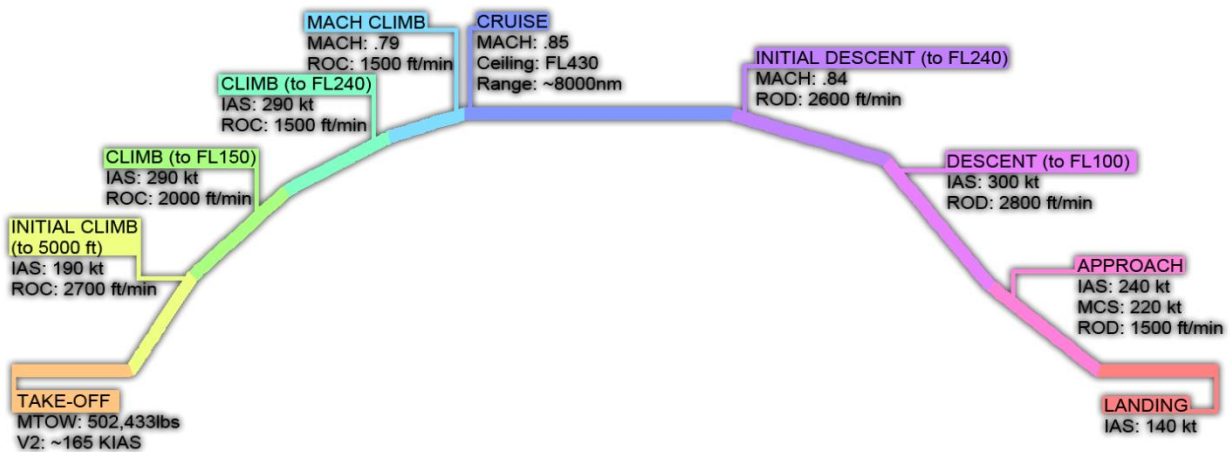 TAKE-OFF
MTOW: 502,433lbs
V2: ~165 KIAS
INITIAL CLIMB
(to 5000 ft)
IAS: 190 kt
ROC: 2700 ft/min
CLIMB (to FL150)
IAS: 290 kt
ROC: 2000 ft/min
CLIMB (to FL240)
IAS: 290 kt
ROC: 1500 ft/min
MACH CLIMB
MACH: .79
ROC: 1500 ft/min
CRUISE
MACH: .85
Ceiling: FL430
Range: ~8000nm
INITIAL DESCENT (to FL240)
MACH: .84
ROD: 2600 ft/min
DESCENT (to FL100)
IAS: 300 kt
ROD: 2800 ft/min
APPROACH
IAS: 240 kt
MCS: 220 kt
ROD: 1500 ft/min
LANDING
IAS: 140 kt